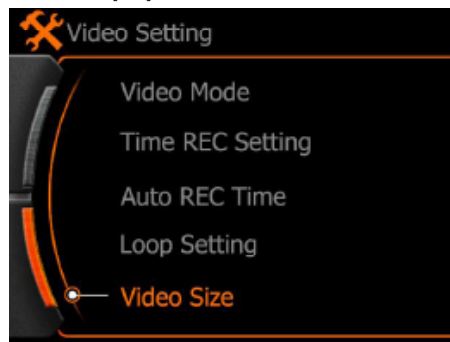 Video Setting
Video Mode
Time REC Setting
Auto REC Time
Loop Setting
Video Size